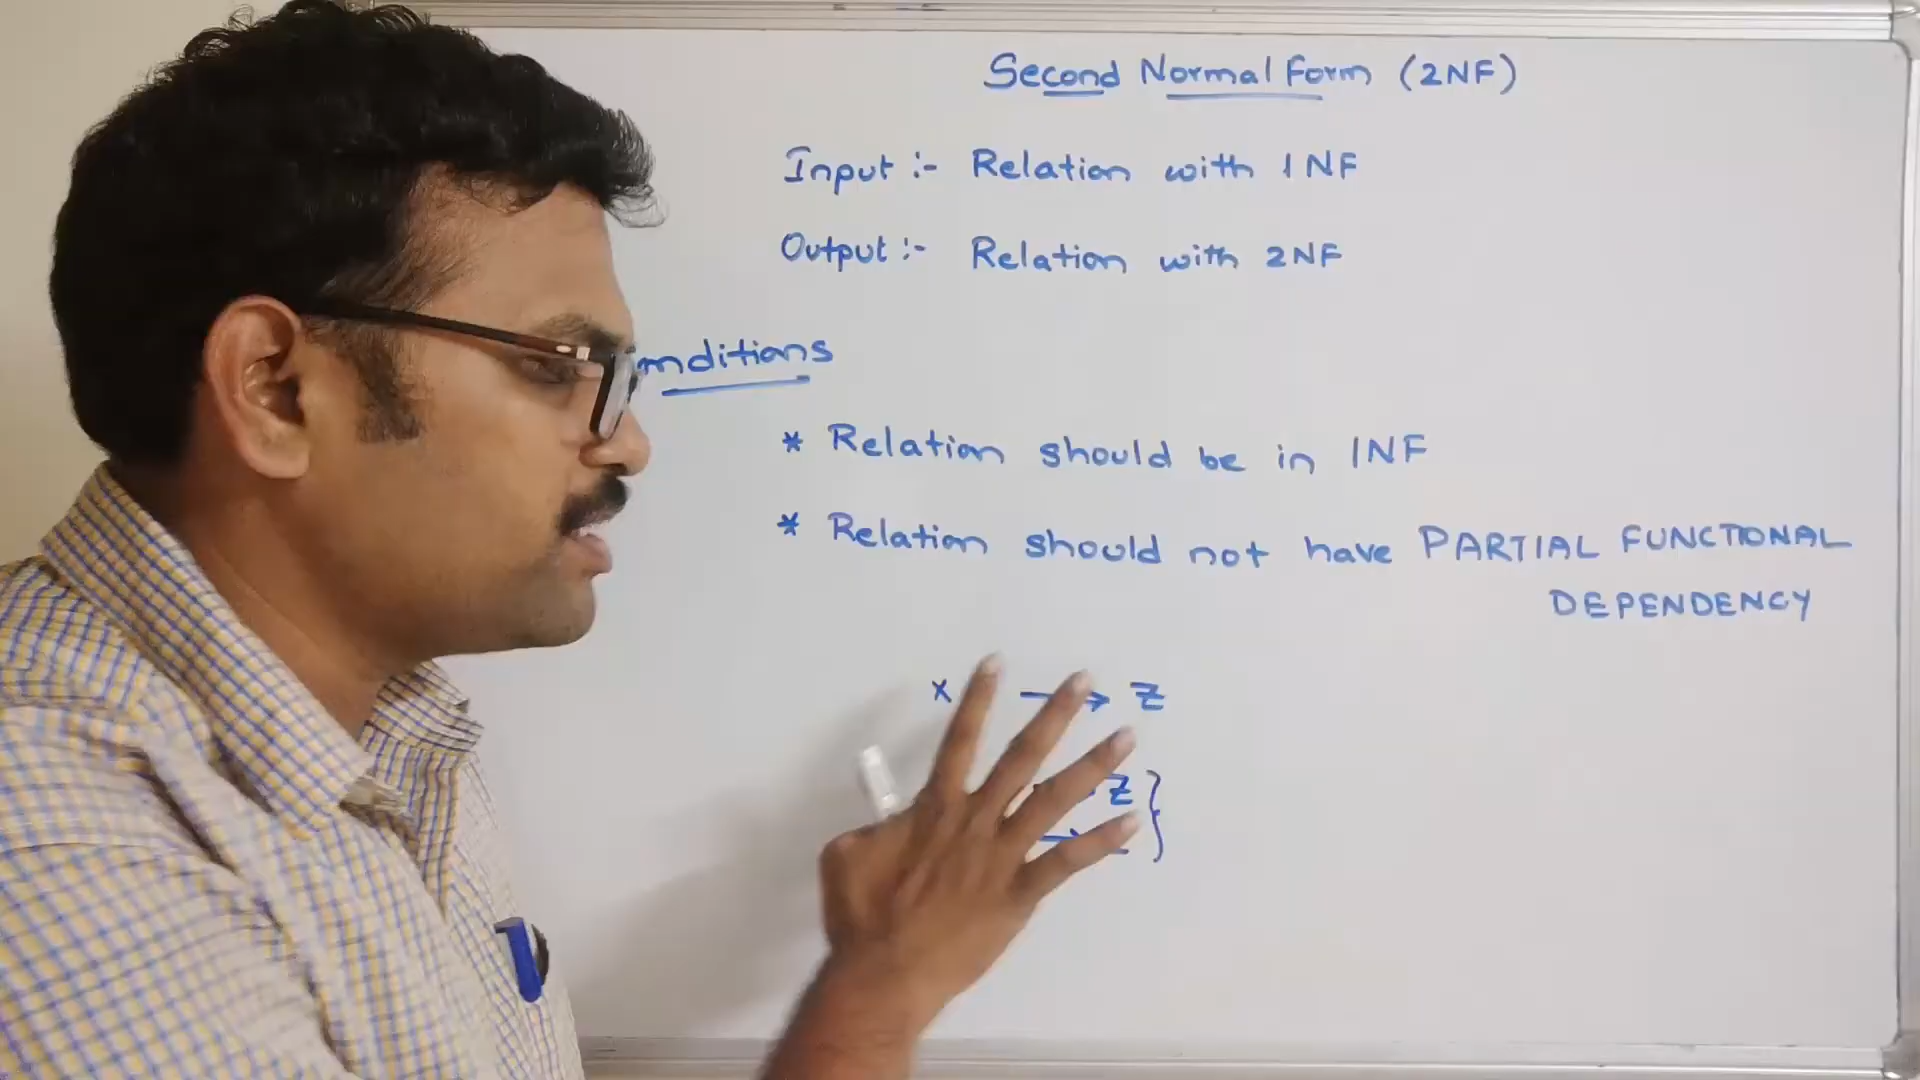 Second Normal Form (2NF)
Input :- Relation with 1NF
Output :- Relation with 2NF
nditions
* Relation should be in 1NF
* Relation should not have PARTIAL FUNCTIONAL
DEPENDENCY
x → z
z }
→